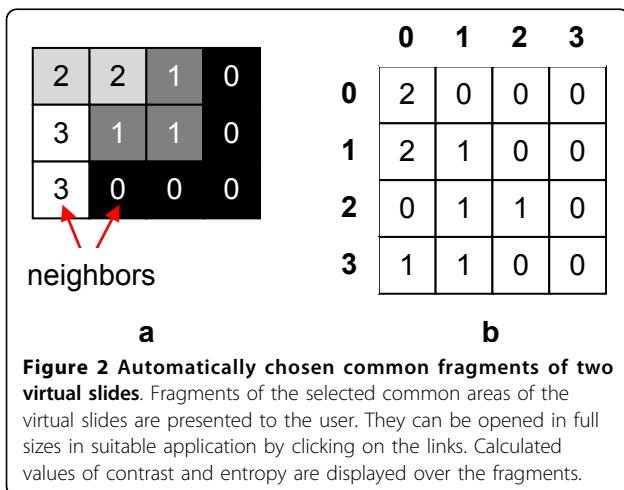 0 1 2 3
2 2 1 0
0 2 0 0 0
3 1 1 0
1 2 1 0 0
3 0 0 0
2 0 1 1 0
neighbors
3 1 1 0 0
a b
Figure 2 Automatically chosen common fragments of two
virtual slides. Fragments of the selected common areas of the
virtual slides are presented to the user. They can be opened in full
sizes in suitable application by clicking on the links. Calculated
values of contrast and entropy are displayed over the fragments.